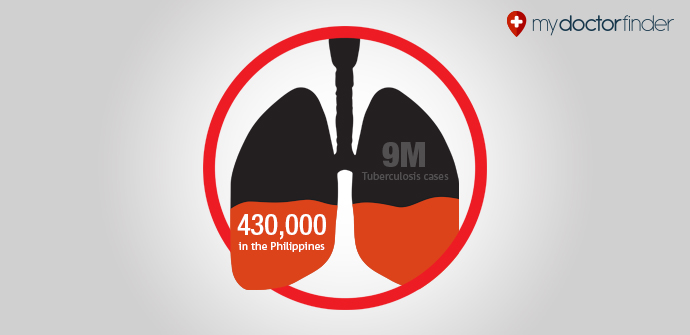 mydoctorfinder
9M
Tuberculosis cases
430,000
in the Philippines